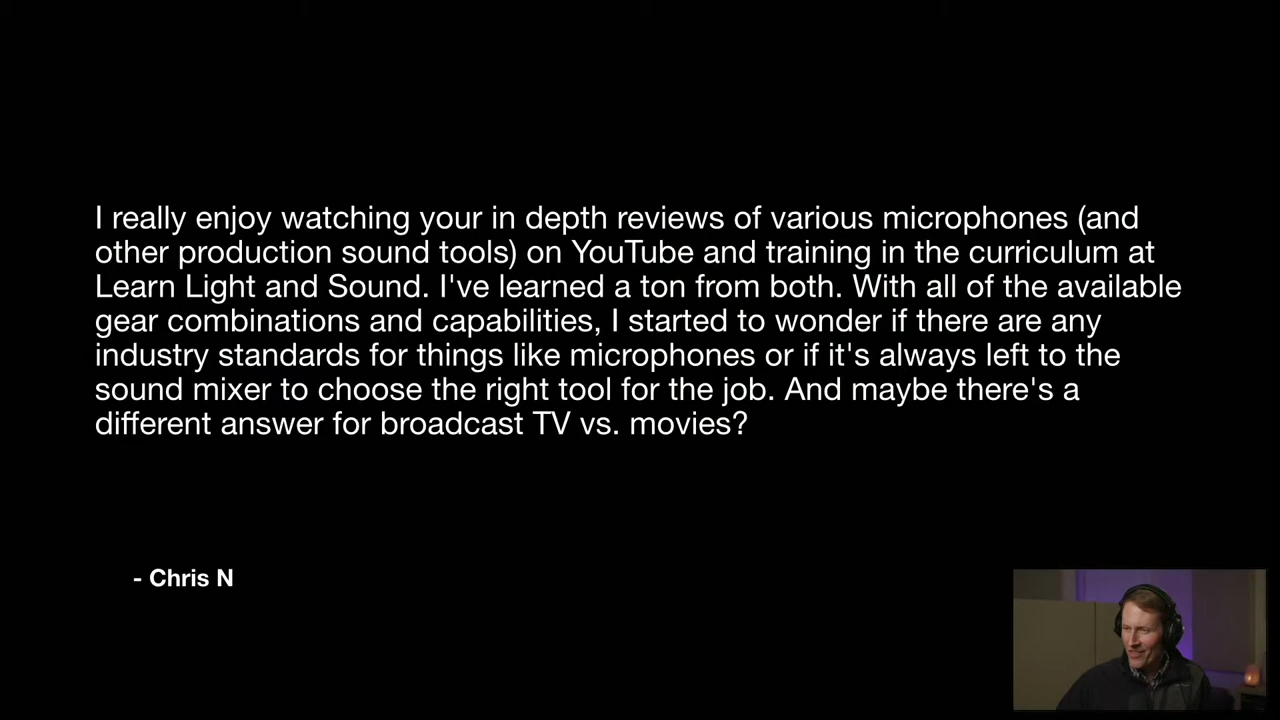 I really enjoy watching your in depth reviews of various microphones (and
other production sound tools) on YouTube and training in the curriculum at
Learn Light and Sound. I've learned a ton from both. With all of the available
gear combinations and capabilities, I started to wonder if there are any
industry standards for things like microphones or if it's always left to the
sound mixer to choose the right tool for the job. And maybe there's a
different answer for broadcast TV vs. movies?
- Chris N